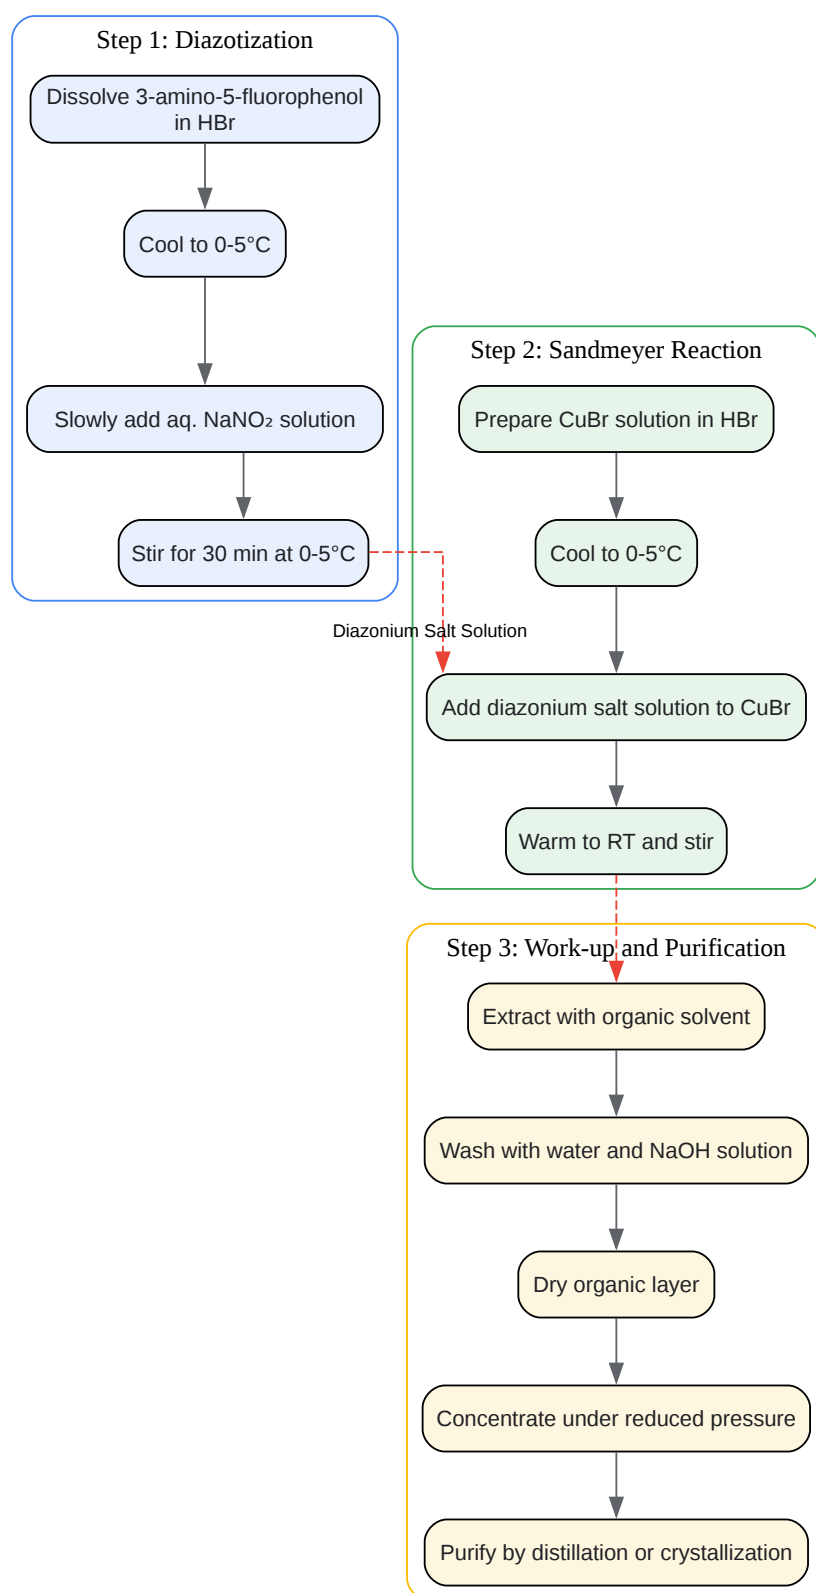 Step 1: Diazotization
Dissolve 3-amino-5-fluorophenol
in HBr
Cool to 0-5°C
Slowly add aq. NaNO₂ solution
Stir for 30 min at 0-5°C
Diazonium Salt Solution
Step 2: Sandmeyer Reaction
Prepare CuBr solution in HBr
Cool to 0-5°C
Add diazonium salt solution to CuBr
Warm to RT and stir
Step 3: Work-up and Purification
Extract with organic solvent
Wash with water and NaOH solution
Dry organic layer
Concentrate under reduced pressure
Purify by distillation or crystallization